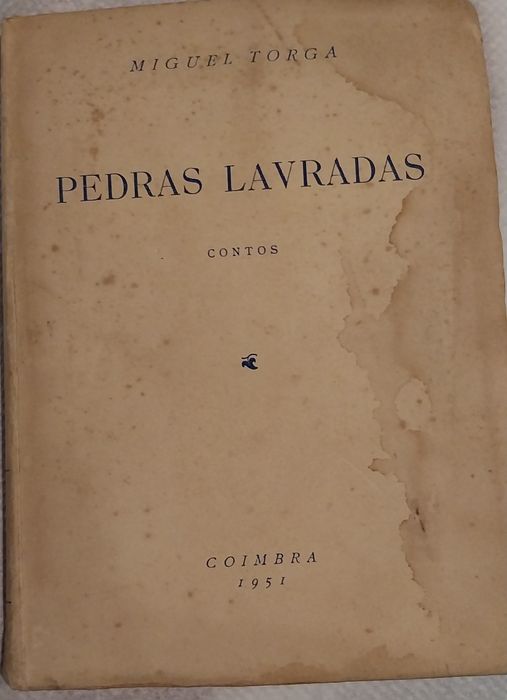 MIGUEL TORGA
PEDRAS LAVRADAS
CONTOS
COIMBRA
1951